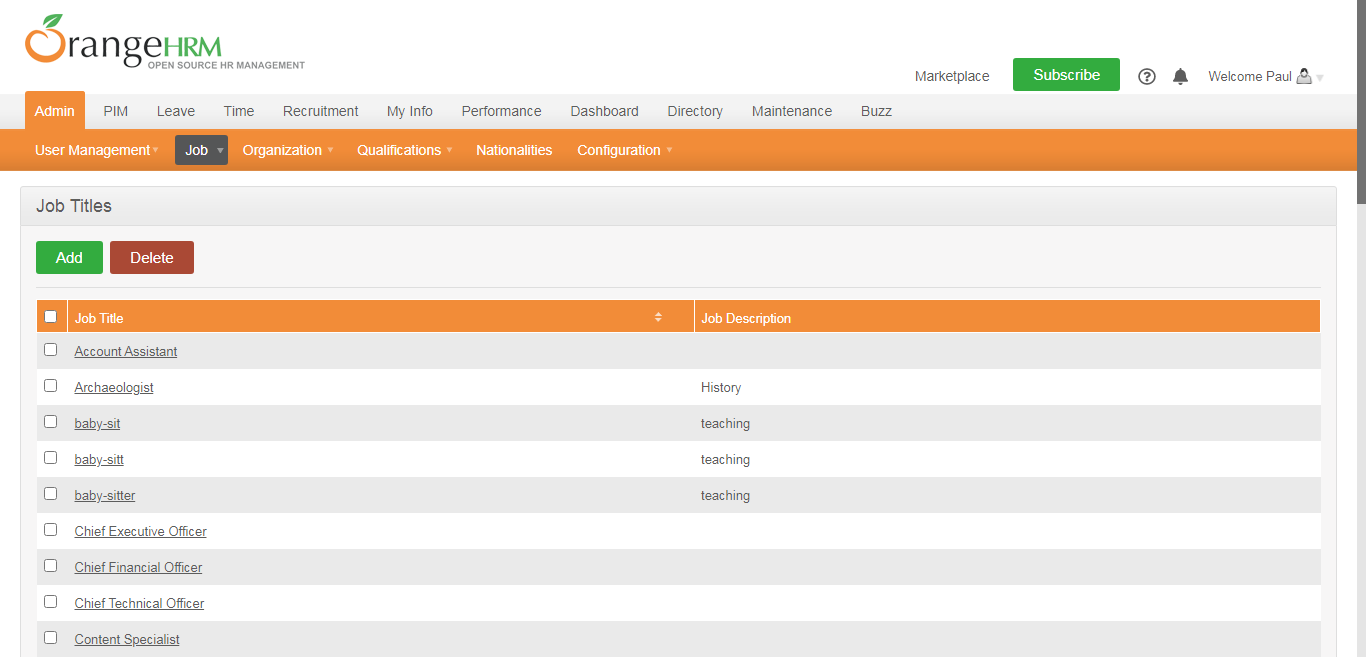 OrangeHRM
OPEN SOURCE HR MANAGEMENT
Marketplace Subscribe Welcome Paul
Admin PIM Leave Time Recruitment My Info Performance Dashboard Directory Maintenance Buzz
User Management Job Organization Qualifications Nationalities Configuration
Job Titles
Add Delete
Job Title Job Description
Account Assistant
Archaeologist History
baby-sit teaching
baby-sitt teaching
baby-sitter teaching
Chief Executive Officer
Chief Financial Officer
Chief Technical Officer
Content Specialist